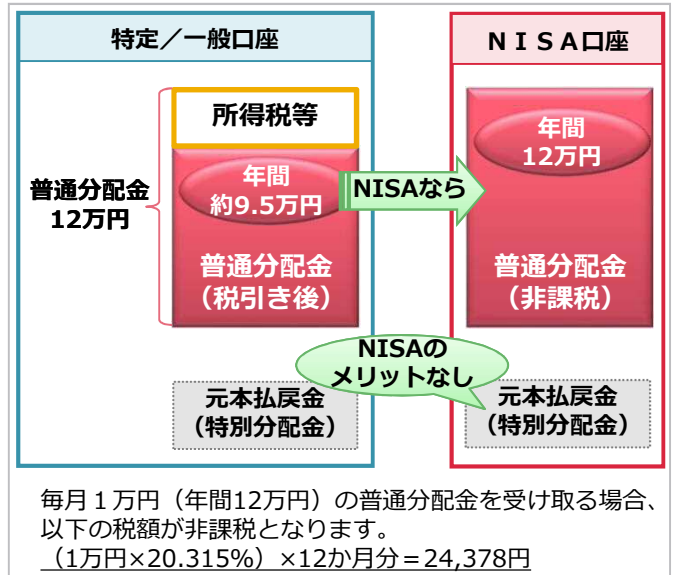 特定／一般口座
ＮＩＳＡ口座
所得税等
年間
約9.5万円
普通分配金
12万円
普通分配金
（税引き後）
NISAなら
年間
12万円
普通分配金
（非課税）
NISAの
メリットなし
元本払戻金
（特別分配金）
元本払戻金
（特別分配金）
毎月１万円（年間12万円）の普通分配金を受け取る場合、
以下の税額が非課税となります。
（1万円×20.315%）×12か月分＝24,378円